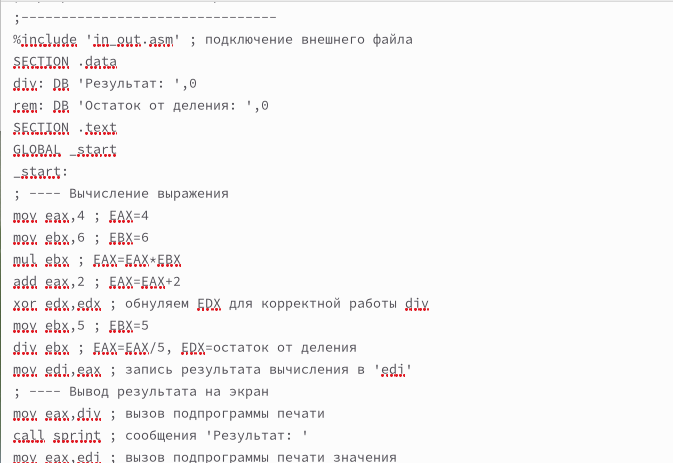 ;--------------------------------
%include 'in_out.asm' ; подключение внешнего файла
SECTION .data
div: DB 'Результат: ',0
rem: DB 'Остаток от деления: ',0
SECTION .text
GLOBAL _start
_start:
; ---- Вычисление выражения
mov eax,4 ; EAX=4
mov ebx,6 ; EBX=6
mul ebx ; EAX=EAX*EBX
add eax,2 ; EAX=EAX+2
xor edx,edx ; обнуляем EDX для корректной работы div
mov ebx,5 ; EBX=5
div ebx ; EAX=EAX/5, EDX=остаток от деления
mov edi,eax ; запись результата вычисления в 'edi'
; ---- Вывод результата на экран
mov eax,div ; вызов подпрограммы печати
call sprint ; сообщения 'Результат: '
mov eax,edi ; вызов подпрограммы печати значения